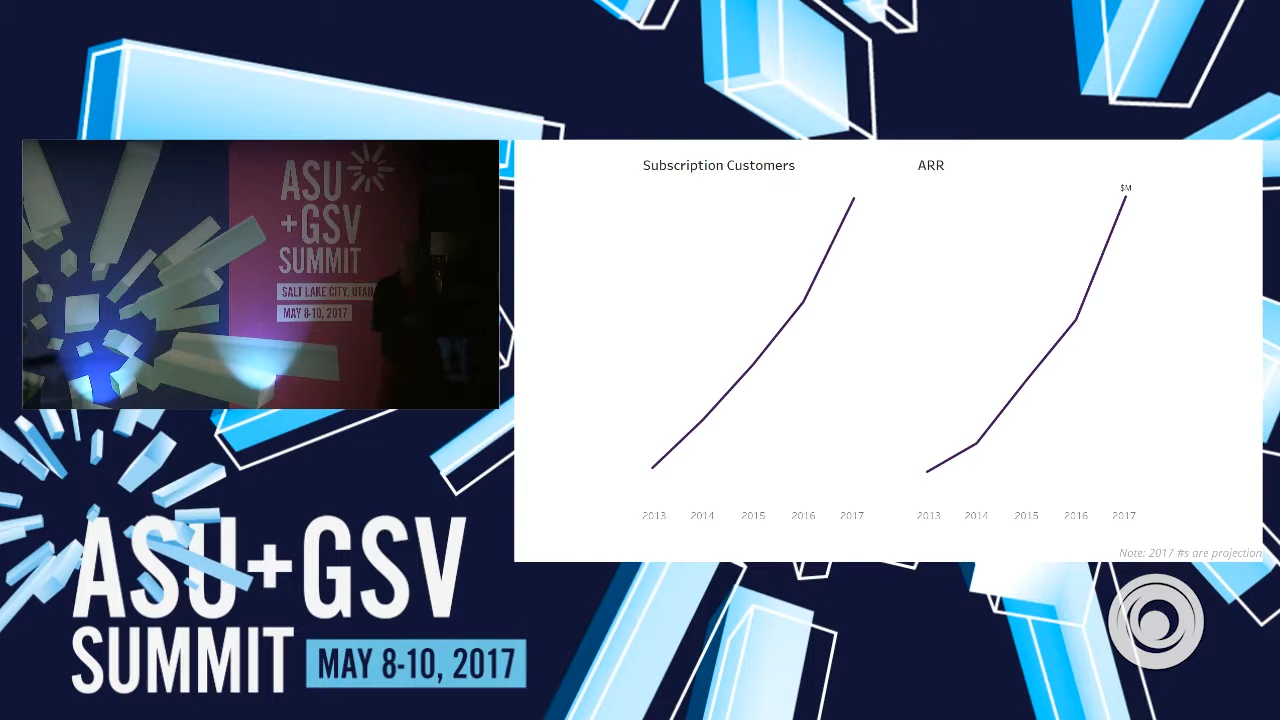 ASU
+GSV
SUMMIT
SALT LAKE CITY, UTAH
MAY 8-10, 2017
Subscription Customers
ARR
$M
2013 2014 2015 2016 2017
2013 2014 2015 2016 2017
Note: 2017 #s are projection
ASU+GSV
SUMMIT MAY 8-10, 2017